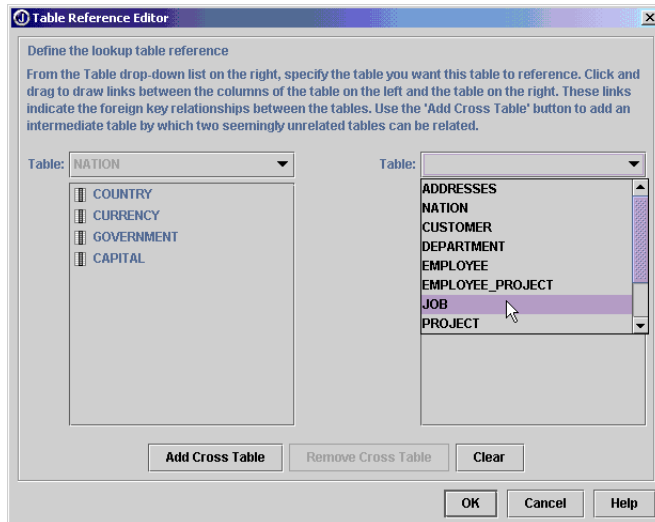 Table Reference Editor
Define the lookup table reference
From the Table drop-down list on the right, specify the table you want this table to reference. Click and
drag to draw links between the columns of the table on the left and the table on the right. These links
indicate the foreign key relationships between the tables. Use the 'Add Cross Table' button to add an
intermediate table by which two seemingly unrelated tables can be related.
Table: NATION
COUNTRY
CURRENCY
GOVERNMENT
CAPITAL
Table:
ADDRESSES
NATION
CUSTOMER
DEPARTMENT
EMPLOYEE
EMPLOYEE_PROJECT
JOB
PROJECT
Add Cross Table Remove Cross Table Clear
OK Cancel Help